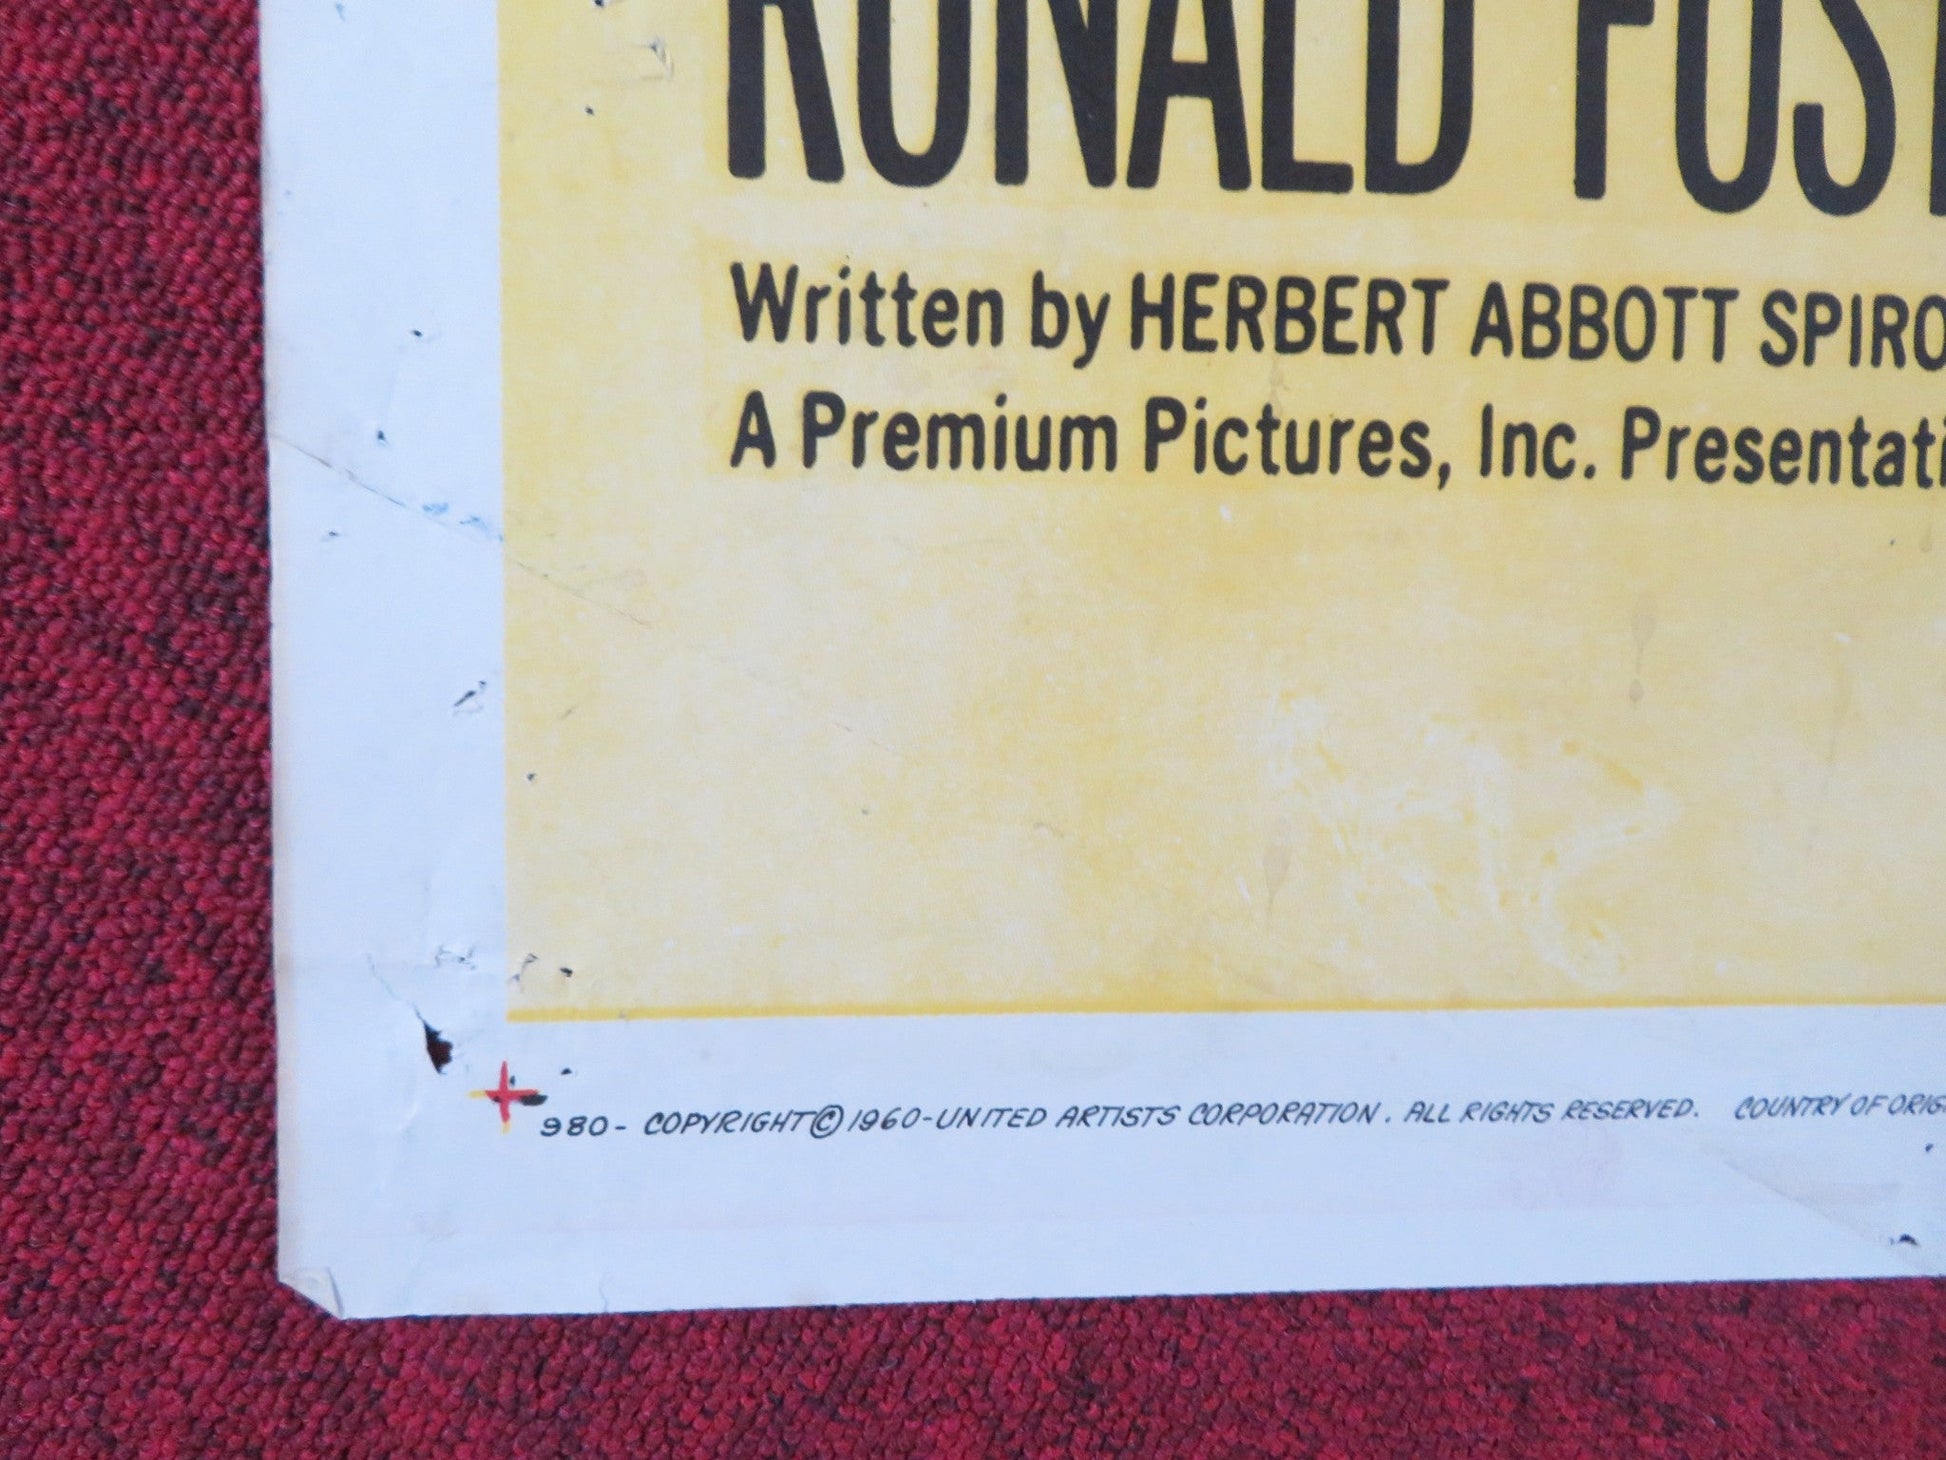 RONALD FOST
Written by HERBERT ABBOTT SPIRO
A Premium Pictures, Inc. Presentati
980- COPYRIGHT © 1960-UNITED ARTISTS CORPORATION. ALL RIGHTS RESERVED. COUNTRY OF ORIG